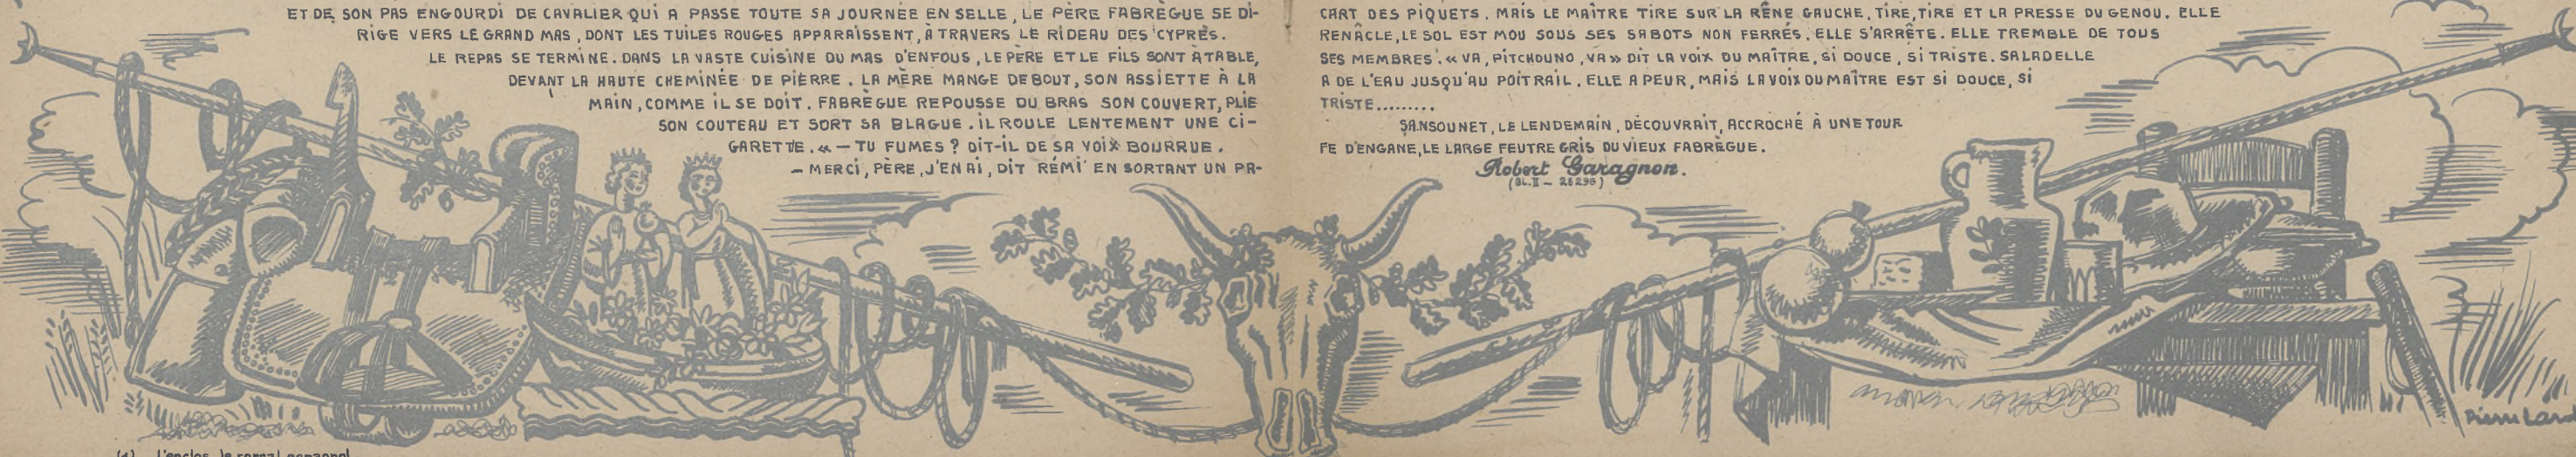 ET DE SON PAS ENGOURDI DE CAVALIER QUI A PASSE TOUTE SA JOURNÉE EN SELLE, LE PÈRE FABRÈGUE SE DI-
RIGE VERS LE GRAND MAS, DONT LES TUILES ROUGES APPARAISSENT, À TRAVERS LE RIDEAU DES CYPRÈS.
LE REPAS SE TERMINE. DANS LA VASTE CUISINE DU MAS D'ENFOUS, LE PÈRE ET LE FILS SONT À TABLE,
DEVANT LA HAUTE CHEMINÉE DE PIERRE. LA MÈRE MANGE DEBOUT, SON ASSIETTE À LA
MAIN, COMME IL SE DOIT. FABRÈGUE REPOUSSE DU BRAS SON COUVERT, PLIE
SON COUTEAU ET SORT SA BLAGUE. IL ROULE LENTEMENT UNE CI-
GARETTE. «— TU FUMES ? DIT-IL DE SA VOIX BOURRUE.
— MERCI, PÈRE, J'EN AI, DIT RÉMI EN SORTANT UN PA-
CART DES PIQUETS. MAIS LE MAÎTRE TIRE SUR LA RÊNE GAUCHE, TIRE, TIRE ET LA PRESSE DU GENOU. ELLE
RENÂCLE, LE SOL EST MOU SOUS SES SABOTS NON FERRÉS. ELLE S'ARRÊTE. ELLE TREMBLE DE TOUS
SES MEMBRES. « VA, PITCHOUNO, VA » DIT LA VOIX DU MAÎTRE, SI DOUCE, SI TRISTE. SALADELLE
A DE L'EAU JUSQU'AU POITRAIL. ELLE A PEUR, MAIS LA VOIX DU MAÎTRE EST SI DOUCE, SI
TRISTE.........
SANSOUNET, LE LENDEMAIN, DÉCOUVRAIT, ACCROCHÉ À UNE TOUF
FE D'ENGANE, LE LARGE FEUTRE GRIS DU VIEUX FABRÈGUE.
Robert Garagnon.
(BL.II — 26296)
(1) L'enclos, le corral espagnol
Pierre